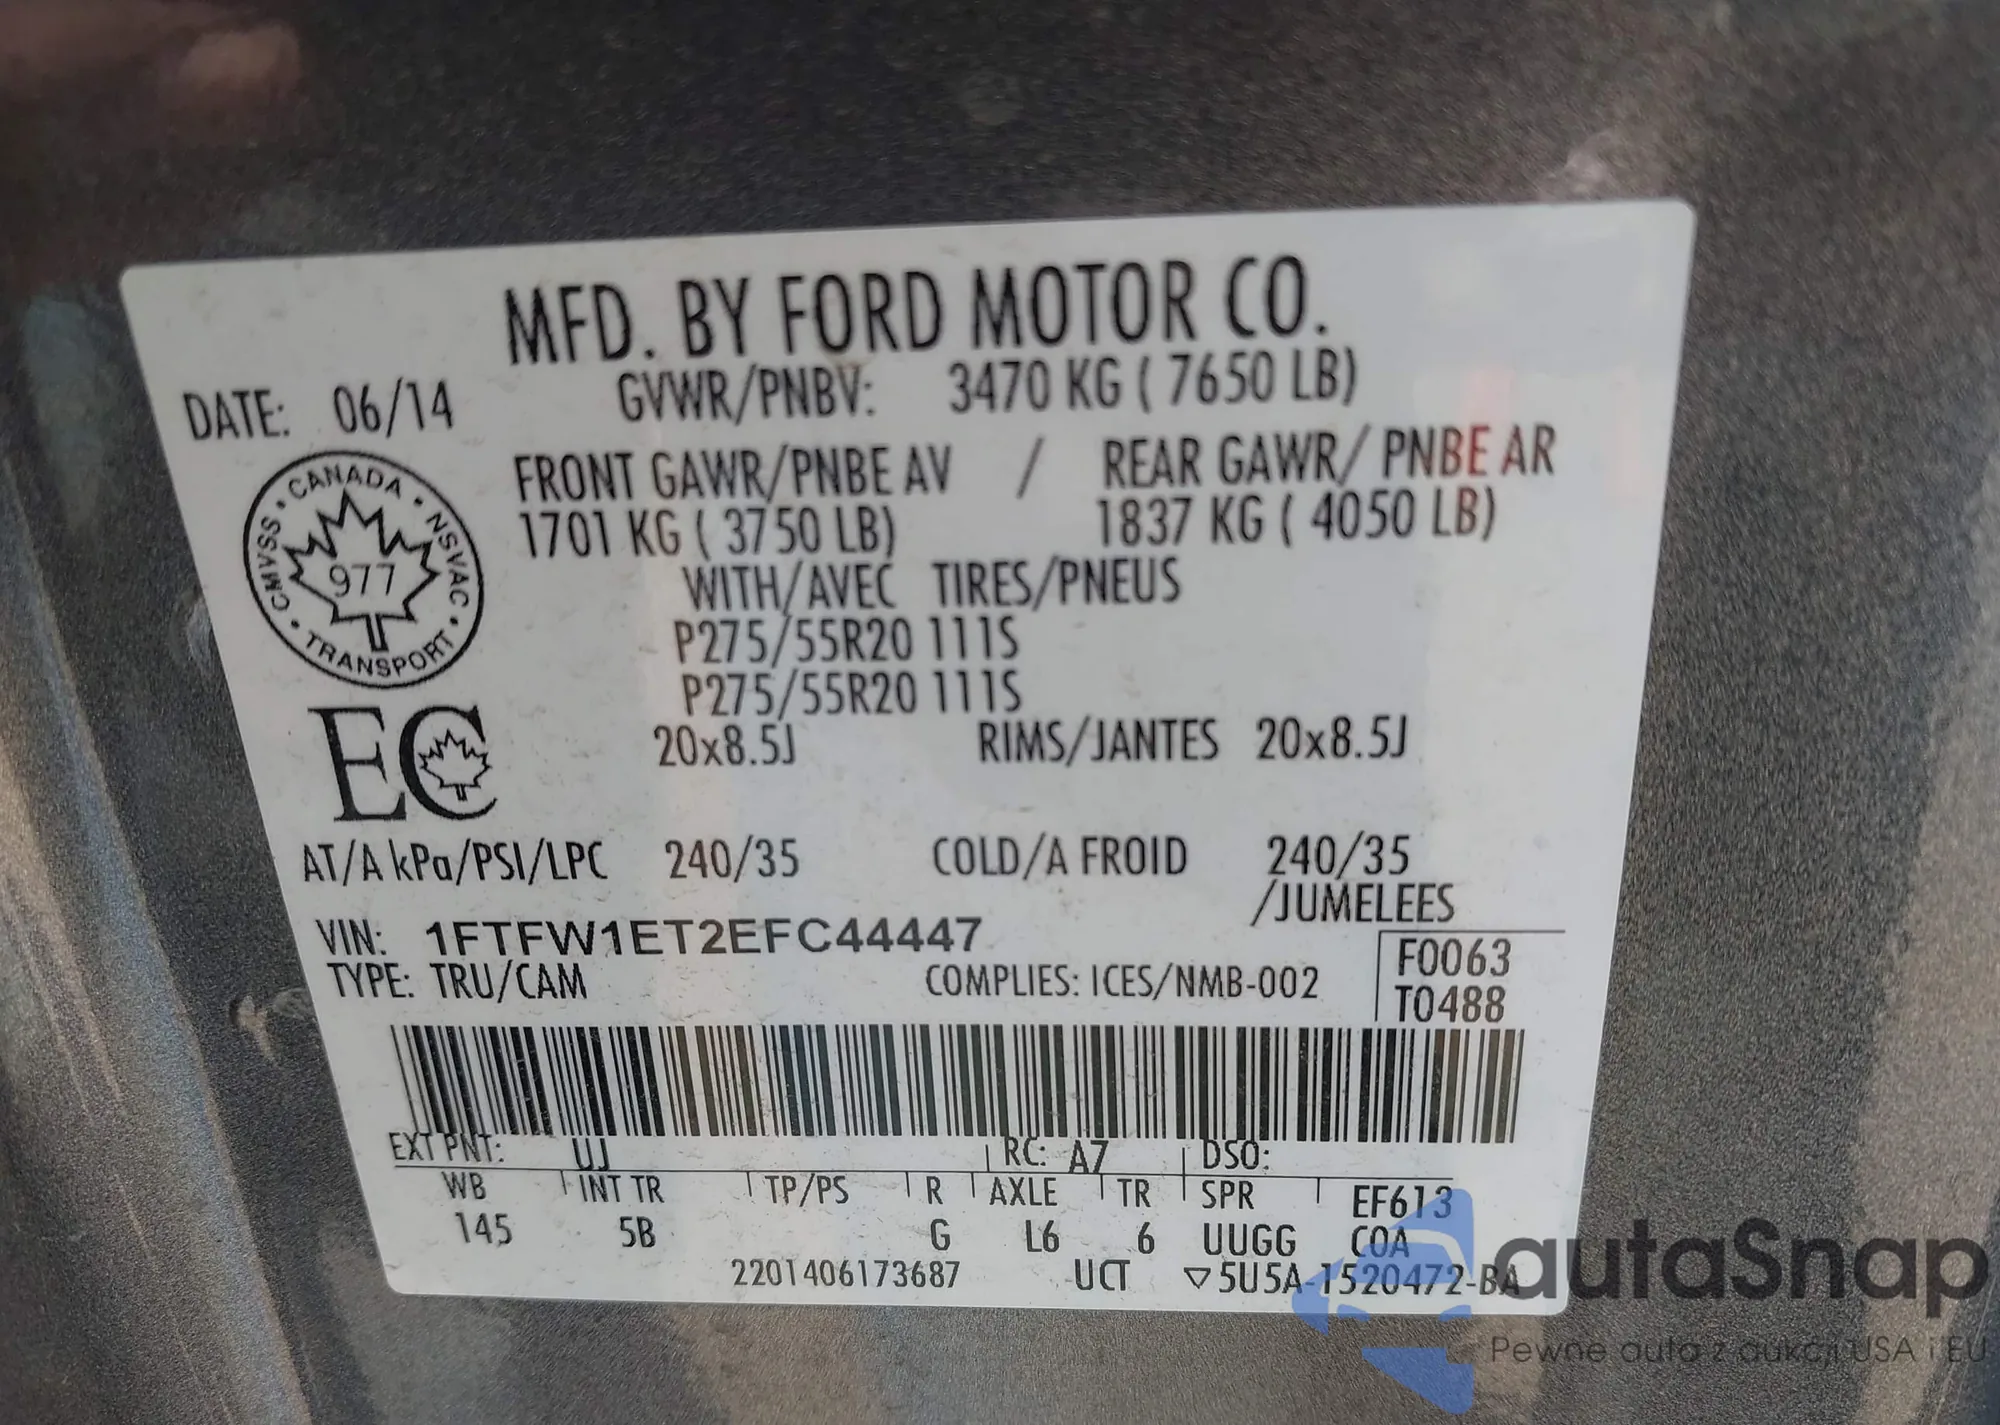 MFD. BY FORD MOTOR CO.
DATE: 06/14
GVWR/PNBV: 3470 KG ( 7650 LB)
FRONT GAWR/PNBE AV / REAR GAWR/ PNBE AR
1701 KG ( 3750 LB) 1837 KG ( 4050 LB)
CANADA • NSVAC • TRANSPORT • CMVSS •
977
WITH/AVEC TIRES/PNEUS
P275/55R20 111S
P275/55R20 111S
EC
20x8.5J RIMS/JANTES 20x8.5J
AT/A kPa/PSI/LPC 240/35 COLD/A FROID 240/35
/JUMELEES
VIN: 1FTFW1ET2EFC44447
TYPE: TRU/CAM COMPLIES: ICES/NMB-002
F0063
T0488
EXT PNT: UJ RC: A7 DSO:
WB INT TR TP/PS R AXLE TR SPR EF613
145 5B G L6 6 UUGG COA
2201406173687 UCT ▽5U5A-1520472-BA
autaSnap
Pewne auta z aukcji USA i EU